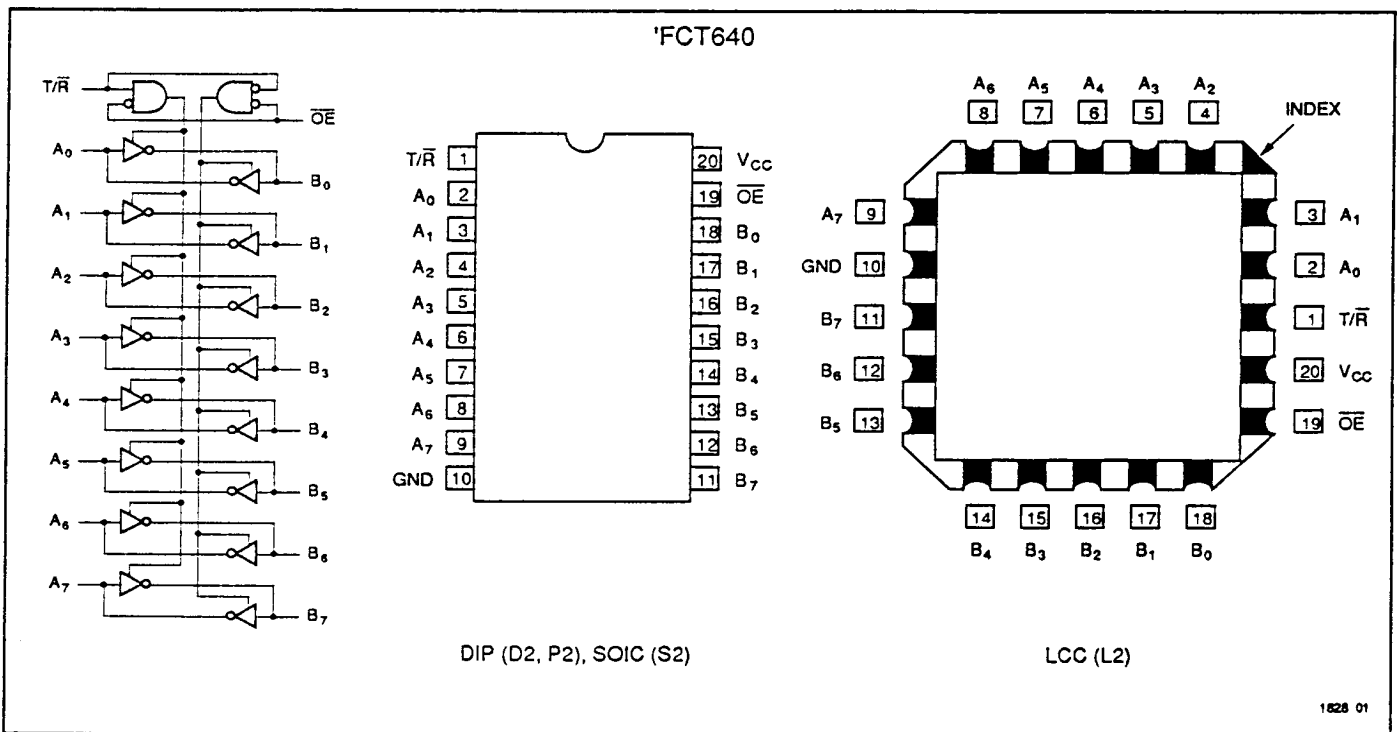 'FCT640
T/R̅
O̅E̅
A₀
B₀
A₁
B₁
A₂
B₂
A₃
B₃
A₄
B₄
A₅
B₅
A₆
B₆
A₇
B₇
T/R̅ 1
A₀ 2
A₁ 3
A₂ 4
A₃ 5
A₄ 6
A₅ 7
A₆ 8
A₇ 9
GND 10
20 VCC
19 O̅E̅
18 B₀
17 B₁
16 B₂
15 B₃
14 B₄
13 B₅
12 B₆
11 B₇
DIP (D2, P2), SOIC (S2)
A₆ A₅ A₄ A₃ A₂
8 7 6 5 4
INDEX
A₇ 9
GND 10
B₇ 11
B₆ 12
B₅ 13
3 A₁
2 A₀
1 T/R̅
20 VCC
19 O̅E̅
14 15 16 17 18
B₄ B₃ B₂ B₁ B₀
LCC (L2)
1828 01